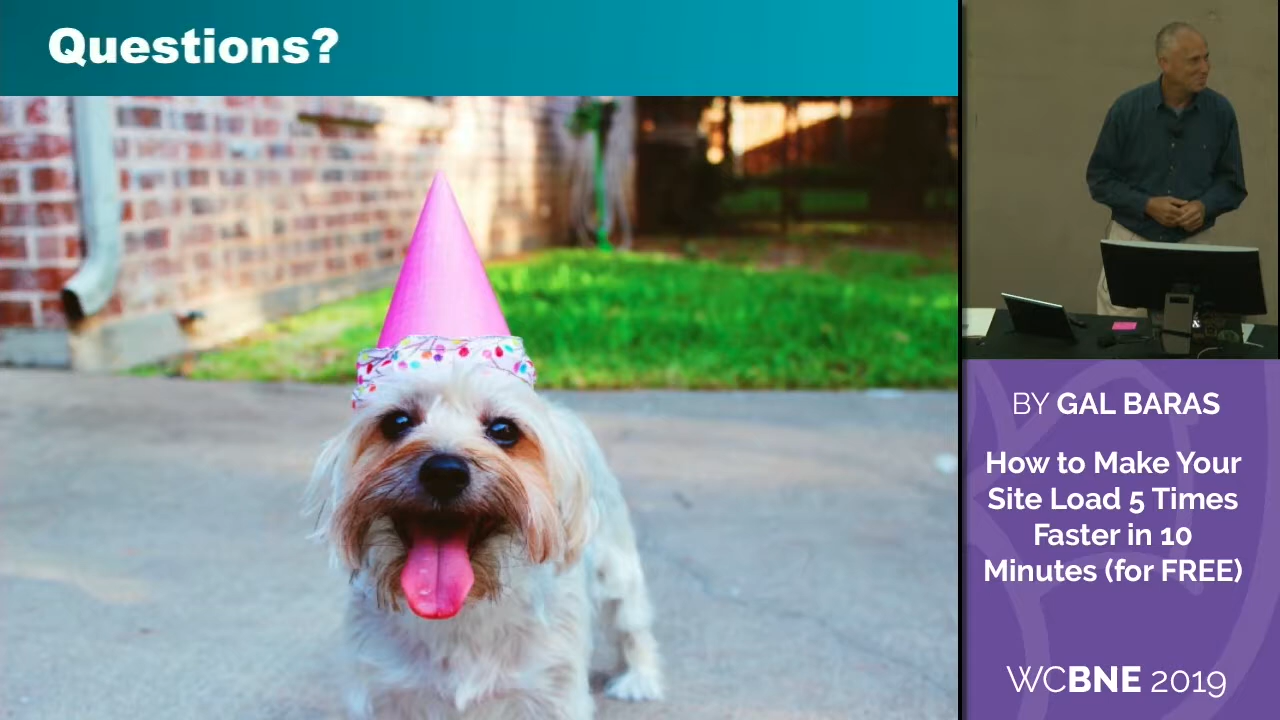 Questions?
BY GAL BARAS
How to Make Your
Site Load 5 Times
Faster in 10
Minutes (for FREE)
WCBNE 2019